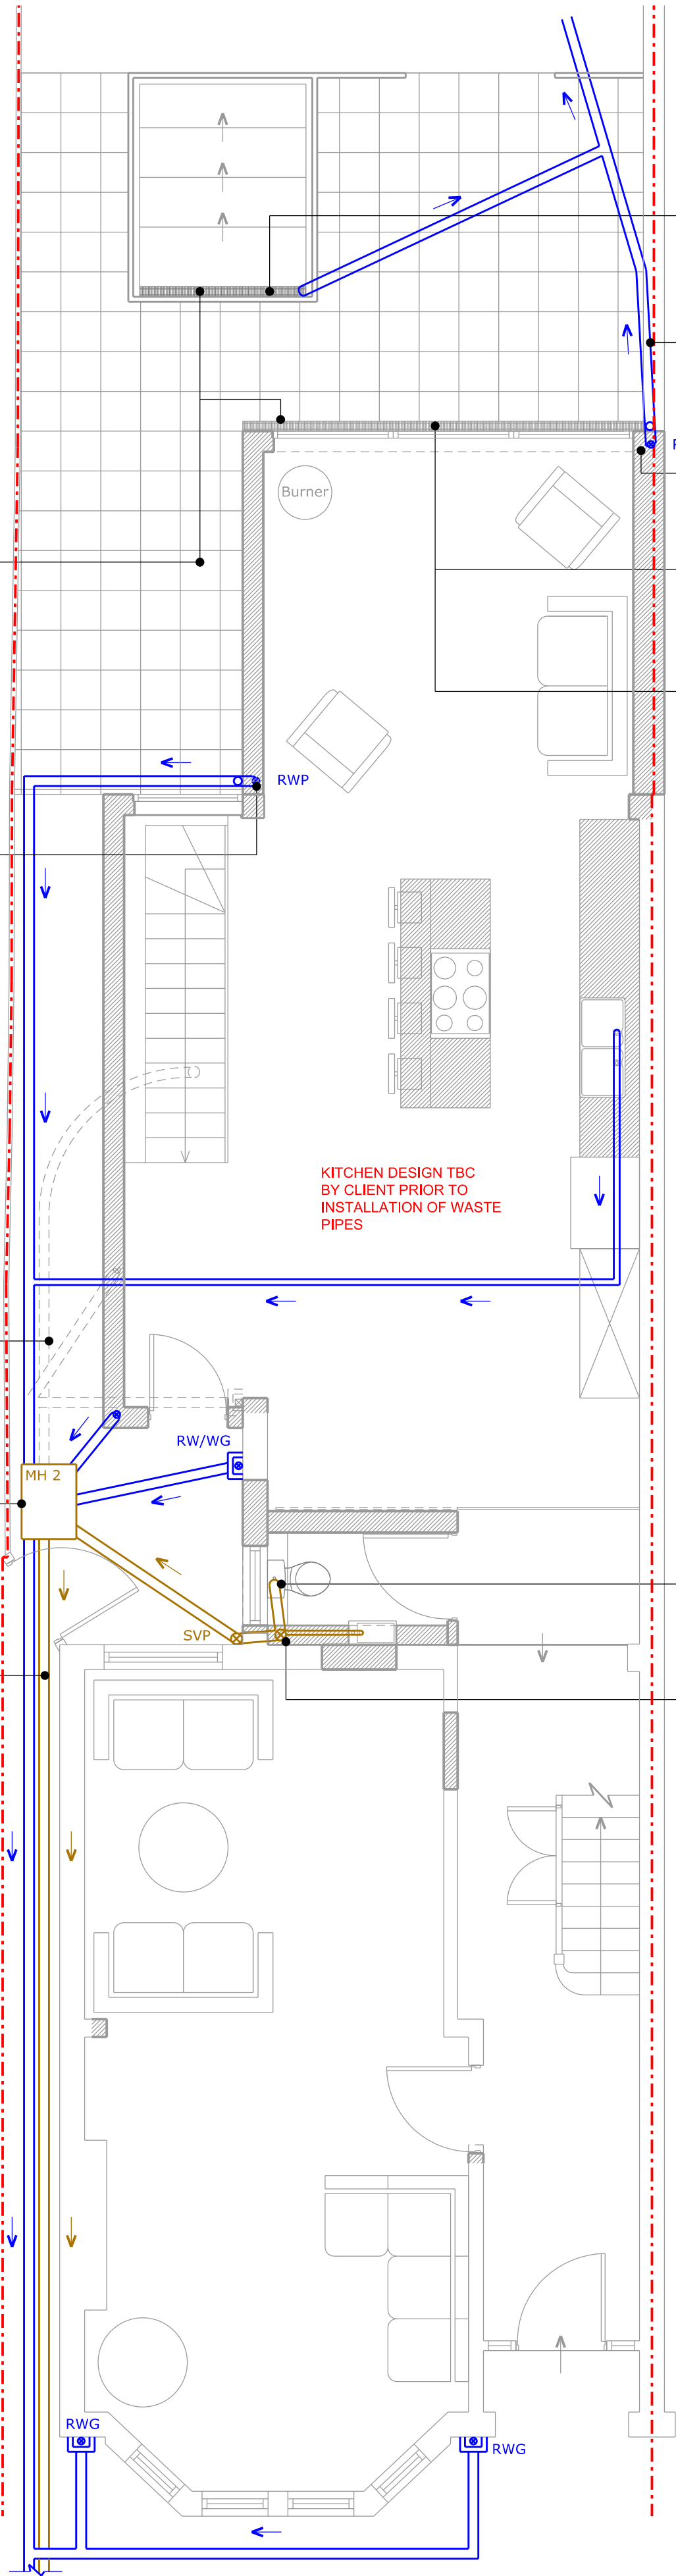 Burner
RWP
KITCHEN DESIGN TBC
BY CLIENT PRIOR TO
INSTALLATION OF WASTE
PIPES
RW/WG
MH 2
SVP
RWG
RWG